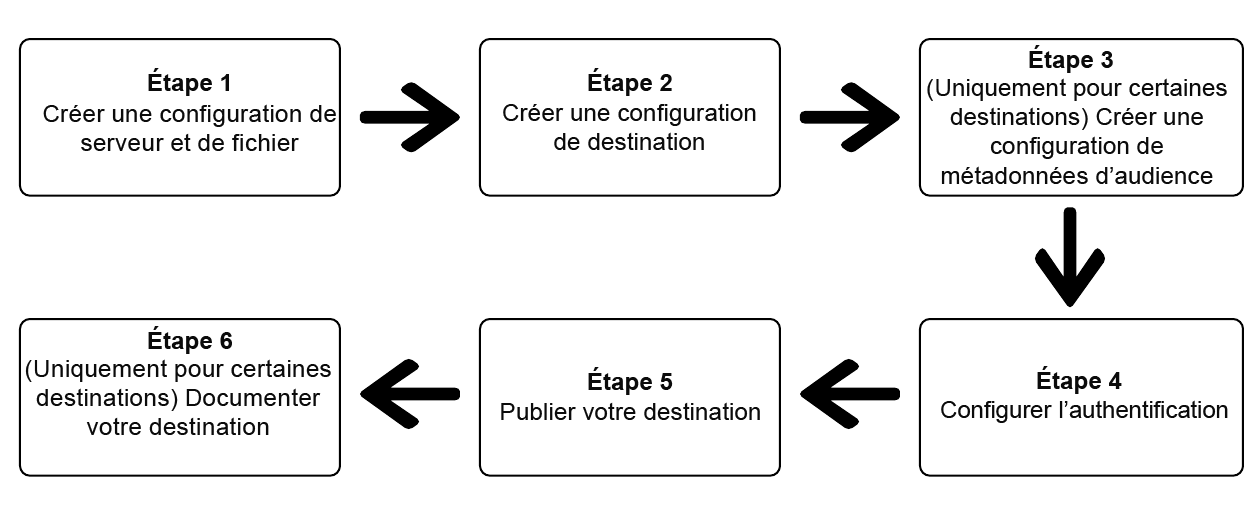 Étape 1
Créer une configuration de
serveur et de fichier
Étape 2
Créer une configuration
de destination
Étape 3
(Uniquement pour certaines
destinations) Créer une
configuration de
métadonnées d’audience
Étape 4
Configurer l’authentification
Étape 5
Publier votre destination
Étape 6
(Uniquement pour certaines
destinations) Documenter
votre destination